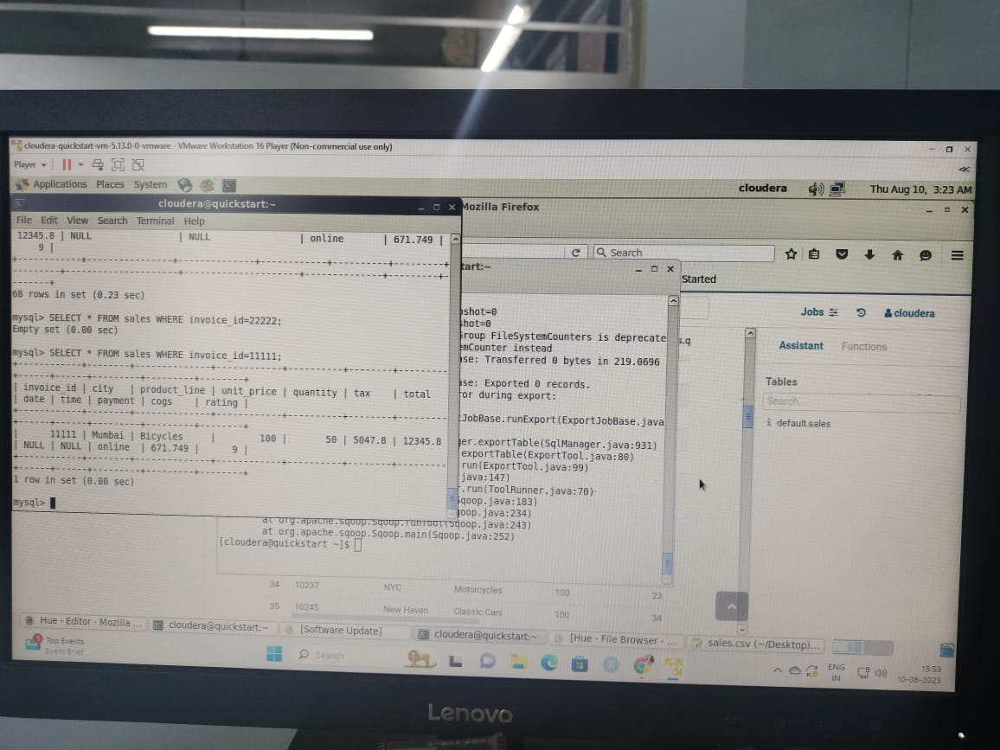 cloudera-quickstart-vm-5.13.0-0-vmware - VMware Workstation 16 Player (Non-commercial use only)
Player
Applications Places System
cloudera
Thu Aug 10, 3:23 AM
cloudera@quickstart:~
File Edit View Search Terminal Help
12345.8 | NULL | NULL | online | 671.749 |
9 |
68 rows in set (0.23 sec)
mysql> SELECT * FROM sales WHERE invoice_id=22222;
Empty set (0.00 sec)
mysql> SELECT * FROM sales WHERE invoice_id=11111;
| invoice_id | city | product_line | unit_price | quantity | tax | total
| date | time | payment | cogs | rating |
| 11111 | Mumbai | Bicycles | 100 | 50 | 5047.8 | 12345.8
| NULL | NULL | online | 671.749 | 9 |
1 row in set (0.00 sec)
mysql>
Mozilla Firefox
Search
tart:~
Started
pshot=0
shot=0
Group FileSystemCounters is deprecate
emCounter instead
ase: Transferred 0 bytes in 219.0696
ase: Exported 0 records.
ror during export:
tJobBase.runExport(ExportJobBase.java
ger.exportTable(SqlManager.java:931)
exportTable(ExportTool.java:80)
run(ExportTool.java:99)
java:147)
r.run(ToolRunner.java:70)
Sqoop.java:183)
qoop.java:234)
at org.apache.sqoop.Sqoop.runTool(Sqoop.java:243)
at org.apache.sqoop.Sqoop.main(Sqoop.java:252)
[cloudera@quickstart ~]$
s.q
Jobs
cloudera
Assistant Functions
Tables
Search...
default.sales
34 10237 NYC Motorcycles 100 23
35 10245 New Haven Classic Cars 100 34
Hue - Editor - Mozilla ...
cloudera@quickstart:~
[Software Update]
cloudera@quickstart:~
[Hue - File Browser - ...
sales.csv (~/Desktop)...
1
Top Events
Event Brief
Search
ENG
IN
15:53
10-08-2023
Lenovo